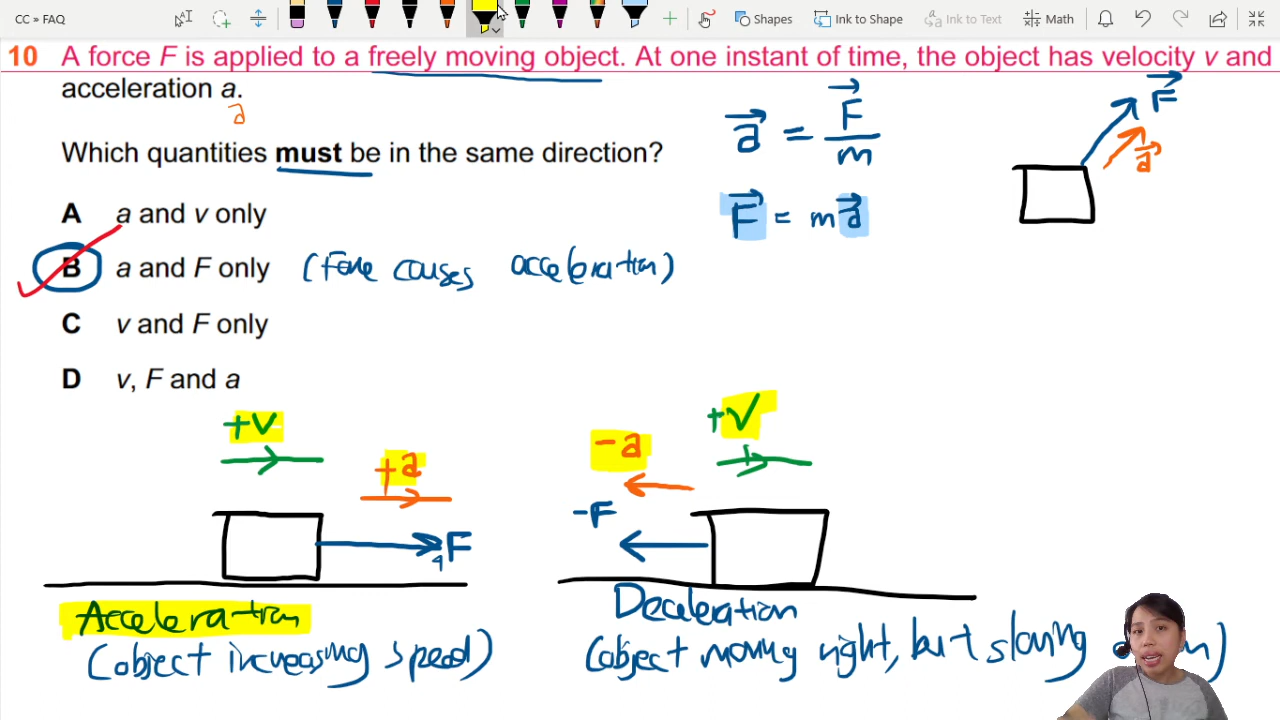 CC » FAQ
Shapes
Ink to Shape
Ink to Text
Math
10 A force F is applied to a freely moving object. At one instant of time, the object has velocity v and
acceleration a.
a
Which quantities must be in the same direction?
A a and v only
B a and F only (Force causes acceleration)
C v and F only
D v, F and a
a = F/m
F = ma
F
a
+v
+a
F
Acceleration
(object increasing speed)
+v
-a
-F
Deceleration
(object moving right, but slowing